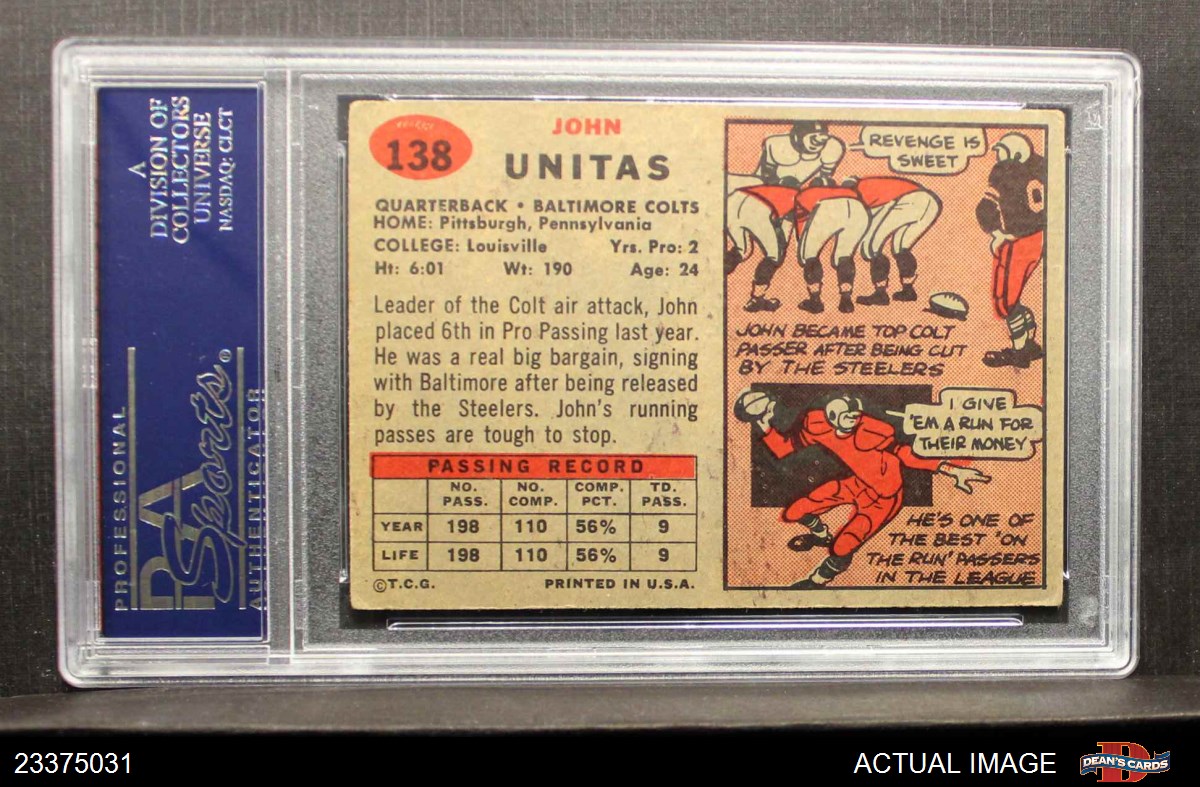 A
DIVISION OF
COLLECTORS
UNIVERSE
NASDAQ: CLCT
PROFESSIONAL
PSA
Sports®
AUTHENTICATOR
138
JOHN
UNITAS
QUARTERBACK • BALTIMORE COLTS
HOME: Pittsburgh, Pennsylvania
COLLEGE: Louisville Yrs. Pro: 2
Ht: 6:01 Wt: 190 Age: 24
Leader of the Colt air attack, John
placed 6th in Pro Passing last year.
He was a real big bargain, signing
with Baltimore after being released
by the Steelers. John's running
passes are tough to stop.
PASSING RECORD
NO. PASS. NO. COMP. COMP. PCT. TD. PASS.
YEAR 198 110 56% 9
LIFE 198 110 56% 9
©T.C.G. PRINTED IN U.S.A.
REVENGE IS
SWEET
0
JOHN BECAME TOP COLT
PASSER AFTER BEING CUT
BY THE STEELERS
I GIVE
'EM A RUN FOR
THEIR MONEY
HE'S ONE OF
THE BEST 'ON
THE RUN' PASSERS
IN THE LEAGUE
23375031
ACTUAL IMAGE
D
DEAN'S CARDS